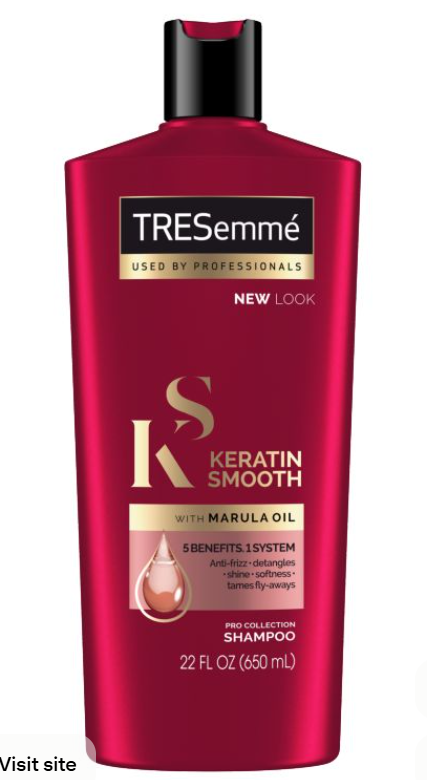 TRESemmé
USED BY PROFESSIONALS
NEW LOOK
KS
KERATIN
SMOOTH
WITH MARULA OIL
5 BENEFITS. 1 SYSTEM
Anti-frizz • detangles
• shine • softness •
tames fly-aways
PRO COLLECTION
SHAMPOO
22 FL OZ (650 mL)
Visit site